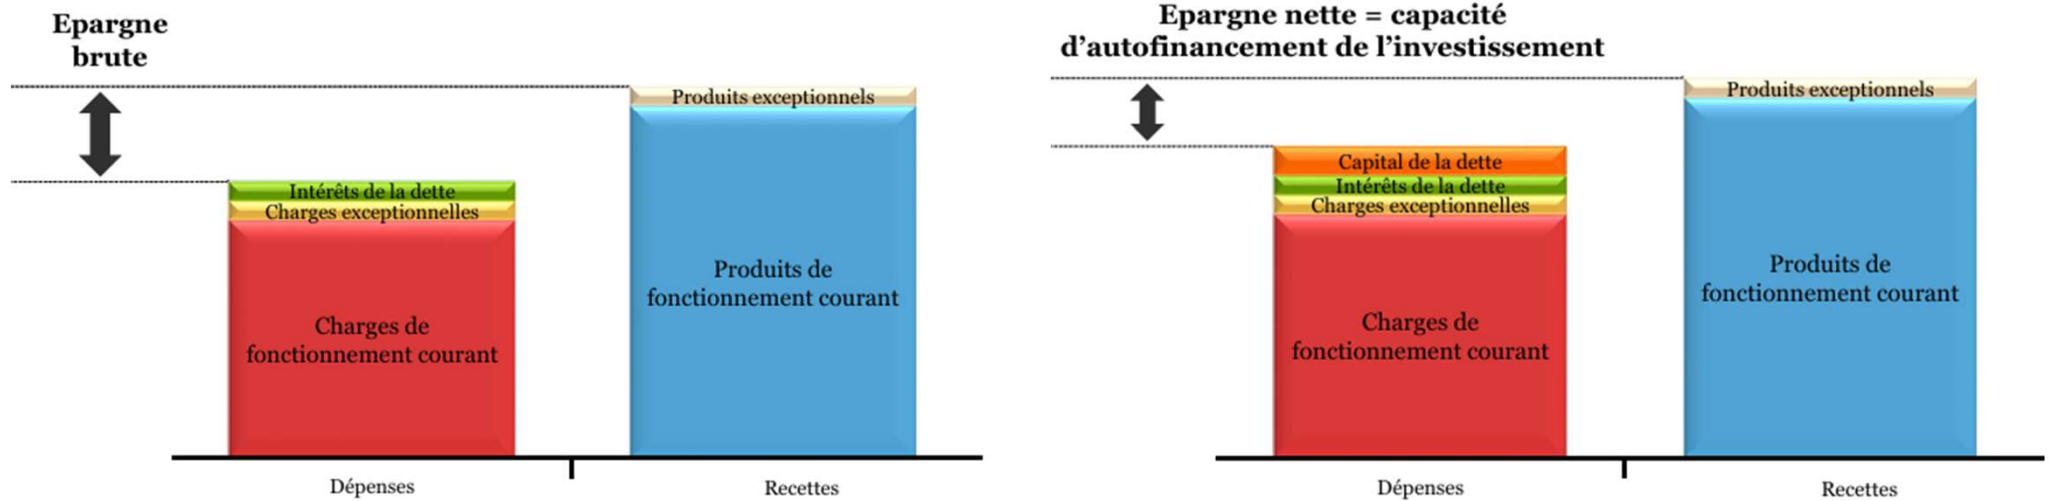 Epargne
brute
Produits exceptionnels
Intérêts de la dette
Charges exceptionnelles
Produits de
fonctionnement courant
Charges de
fonctionnement courant
Dépenses
Recettes
Epargne nette = capacité
d’autofinancement de l’investissement
Produits exceptionnels
Capital de la dette
Intérêts de la dette
Charges exceptionnelles
Produits de
fonctionnement courant
Charges de
fonctionnement courant
Dépenses
Recettes